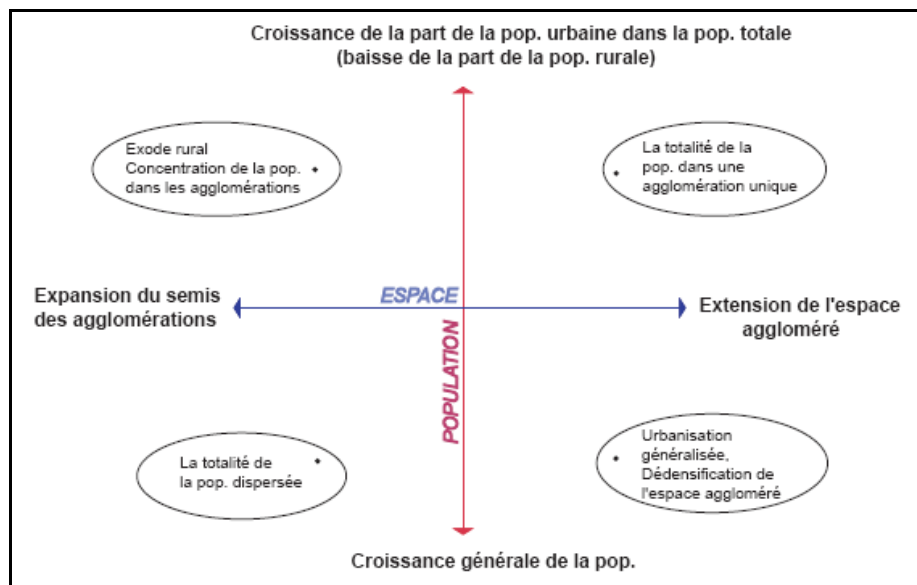 Croissance de la part de la pop. urbaine dans la pop. totale
(baisse de la part de la pop. rurale)
Exode rural
Concentration de la pop.
dans les agglomérations
La totalité de la
pop. dans une
agglomération unique
Expansion du semis
des agglomérations
ESPACE
Extension de l'espace
aggloméré
POPULATION
La totalité de
la pop. dispersée
Urbanisation
généralisée,
Dédensification de
l'espace aggloméré
Croissance générale de la pop.